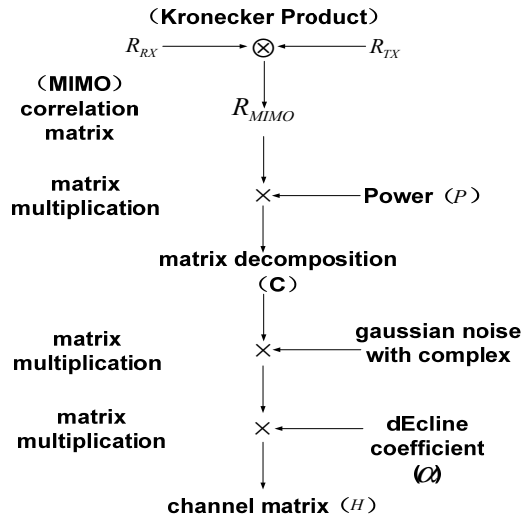 （Kronecker Product）
R_RX ⊗ R_TX
（MIMO）
correlation
matrix
R_MIMO
matrix
multiplication
× Power（P）
matrix decomposition
（C）
matrix
multiplication
× gaussian noise
with complex
matrix
multiplication
× dEcline
coefficient
(α)
channel matrix（H）